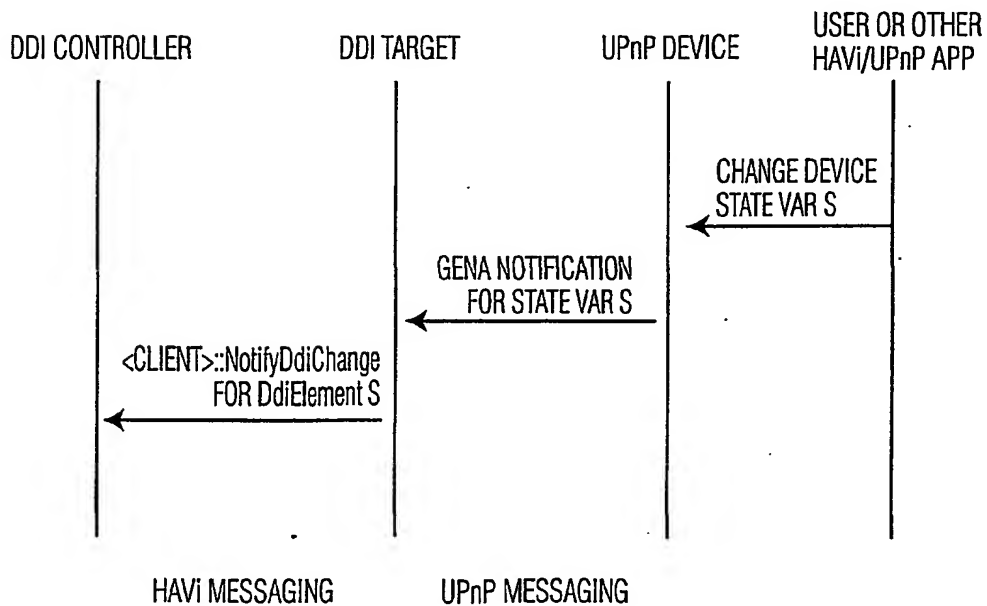 DDI CONTROLLER
DDI TARGET
UPnP DEVICE
USER OR OTHER
HAVi/UPnP APP
CHANGE DEVICE
STATE VAR S
GENA NOTIFICATION
FOR STATE VAR S
<CLIENT>::NotifyDdiChange
FOR DdiElement S
HAVi MESSAGING
UPnP MESSAGING